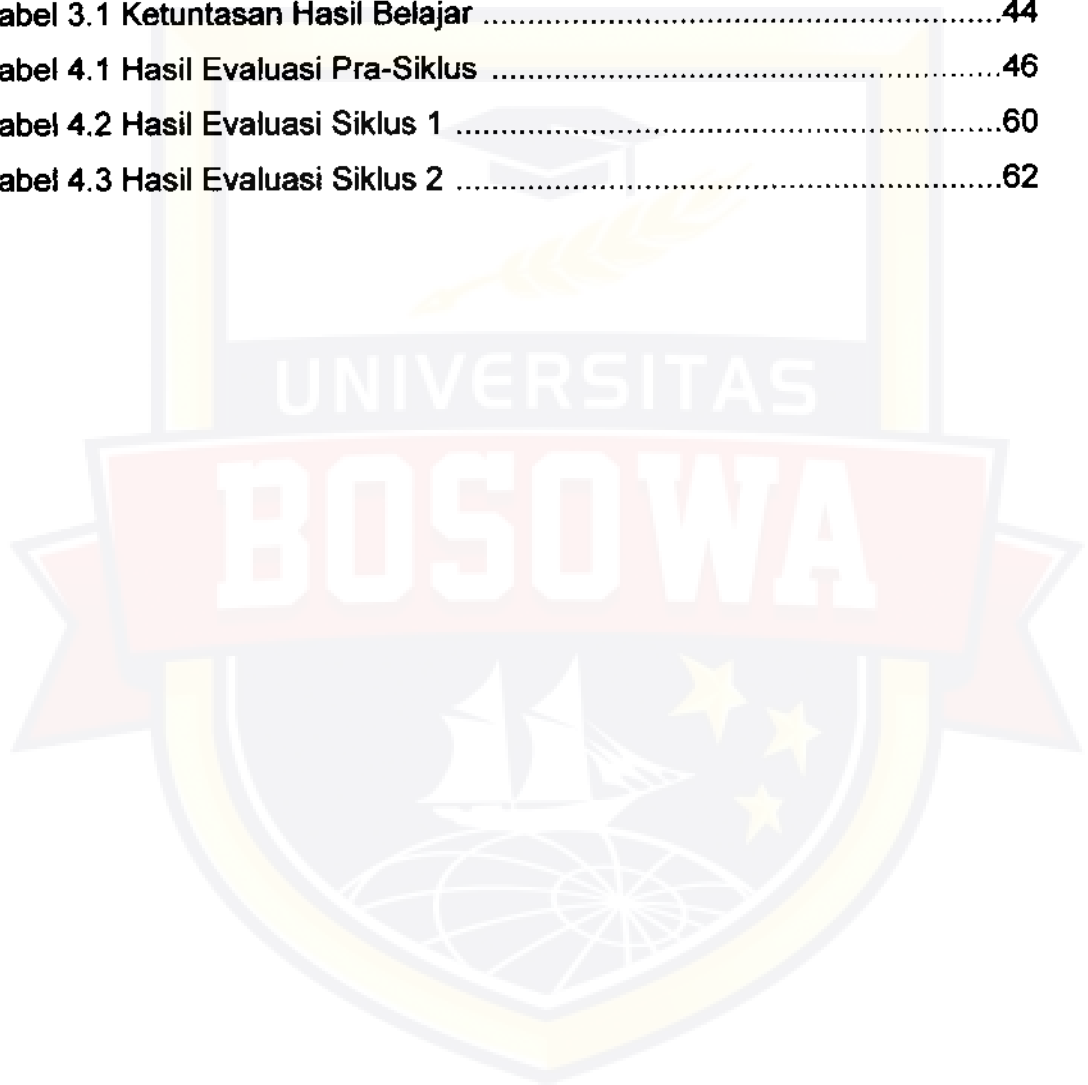 abel 3.1 Ketuntasan Hasil Belajar ........................................................44
abel 4.1 Hasil Evaluasi Pra-Siklus .......................................................46
abel 4.2 Hasil Evaluasi Siklus 1 ...........................................................60
abel 4.3 Hasil Evaluasi Siklus 2 ...........................................................62
UNIVERSITAS
BOSOWA